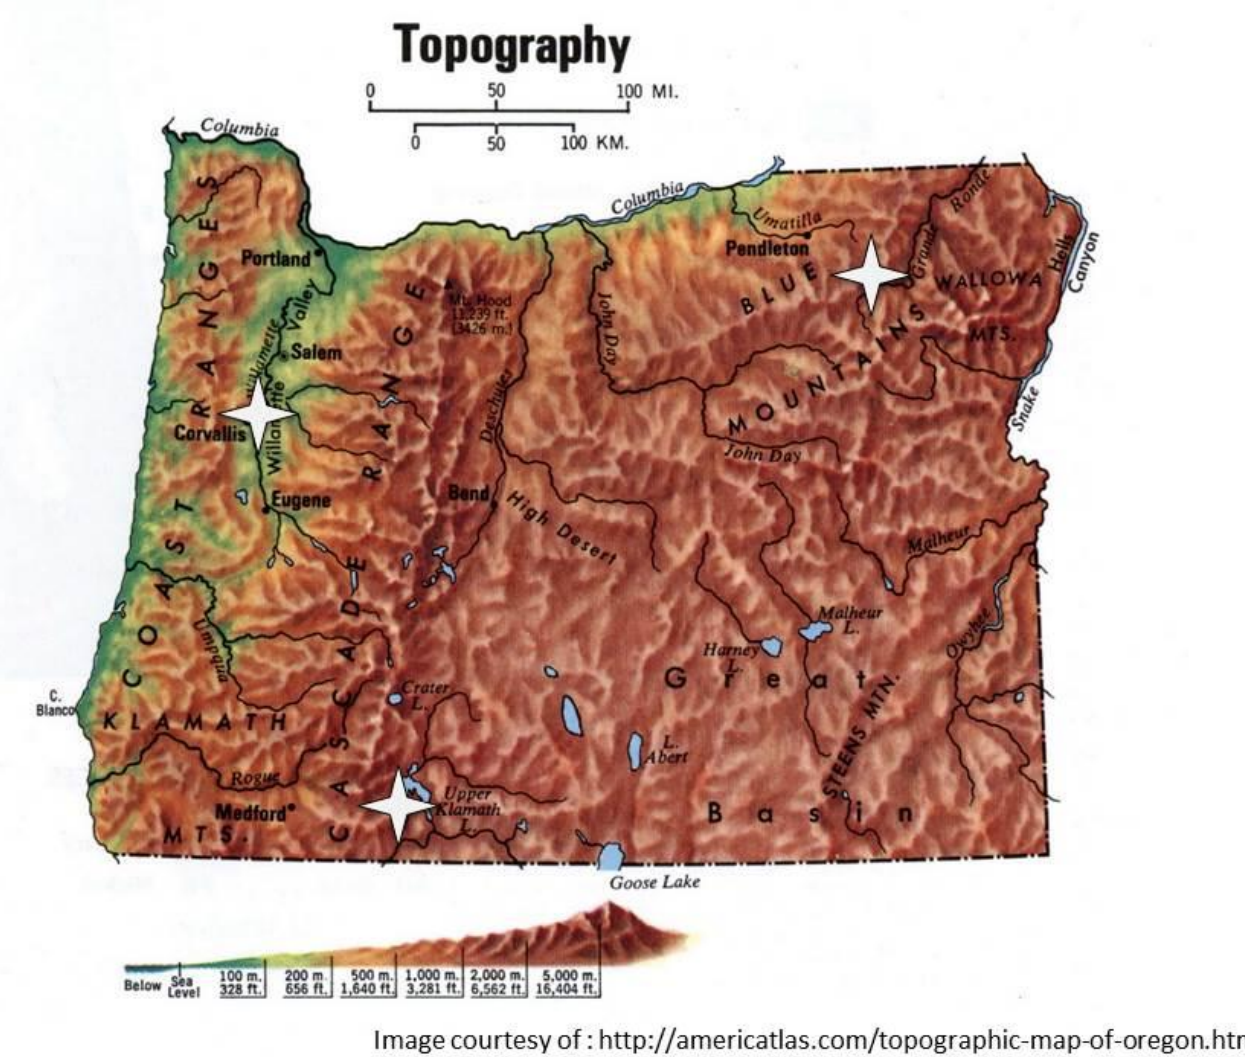 Topography
0 50 100 MI.
0 50 100 KM.
Columbia
Columbia
Ronde
Umatilla
Pendleton
Hells
Canyon
Portland
Grande
WALLOWA
MTS.
BLUE
MOUNTAINS
RANGE
Mt. Hood
11,239 ft.
(3426 m.)
John Day
Valley
Willamette
Salem
COAST RANGES
Deschutes
Snake
Corvallis
John Day
Eugene
Bend
High Desert
Malheur
CASCADE RANGE
Umpqua
Malheur
L.
Harney
L.
Owyhee
Great
Basin
Crater
L.
C.
Blanco
KLAMATH
MTS.
STEENS MTN.
L.
Abert
Rogue
Medford
Upper
Klamath
L.
Goose Lake
Below
Sea
Level
100 m.
328 ft.
200 m.
656 ft.
500 m.
1,640 ft.
1,000 m.
3,281 ft.
2,000 m.
6,562 ft.
5,000 m.
16,404 ft.
Image courtesy of : http://americatlas.com/topographic-map-of-oregon.htm